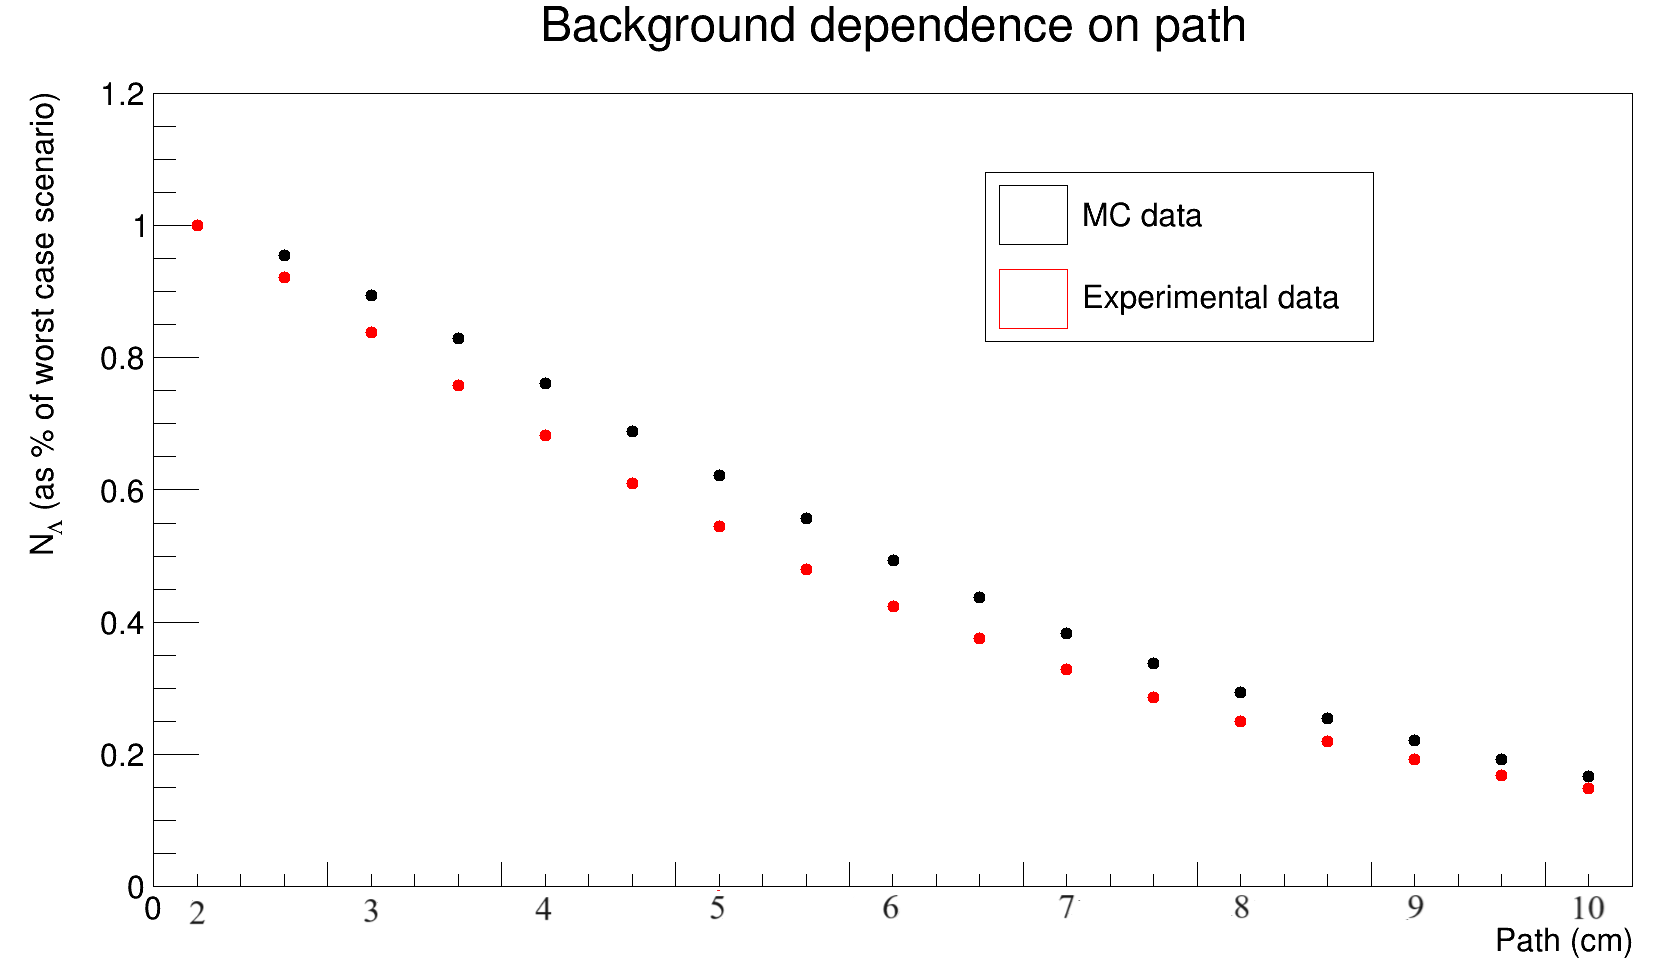 Background dependence on path
N_Λ (as % of worst case scenario)
1.2
1
0.8
0.6
0.4
0.2
0
MC data
Experimental data
0 2 3 4 5 6 7 8 9 10
Path (cm)